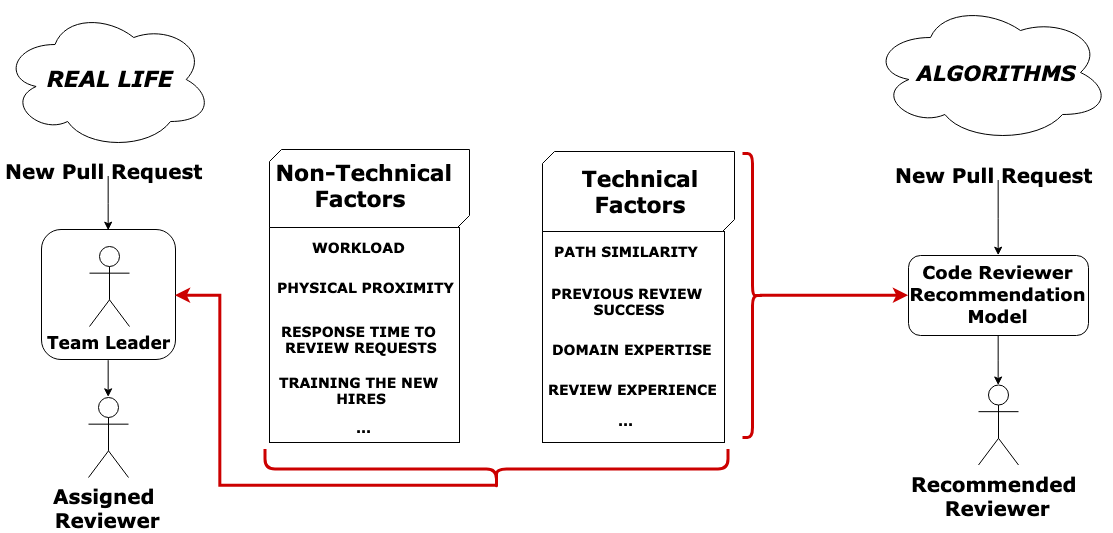 REAL LIFE
New Pull Request
Team Leader
Assigned
Reviewer
Non-Technical
Factors
WORKLOAD
PHYSICAL PROXIMITY
RESPONSE TIME TO
REVIEW REQUESTS
TRAINING THE NEW
HIRES
...
Technical
Factors
PATH SIMILARITY
PREVIOUS REVIEW
SUCCESS
DOMAIN EXPERTISE
REVIEW EXPERIENCE
...
ALGORITHMS
New Pull Request
Code Reviewer
Recommendation
Model
Recommended
Reviewer